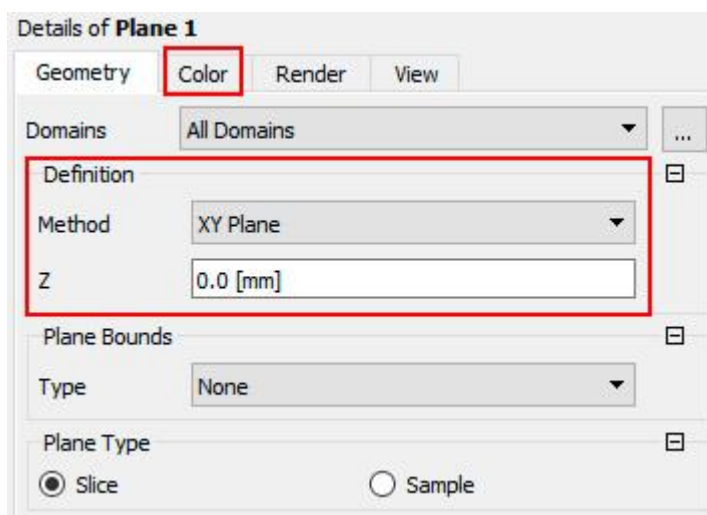 Details of Plane 1
Geometry Color Render View
Domains All Domains ...
Definition
Method XY Plane
Z 0.0 [mm]
Plane Bounds
Type None
Plane Type
Slice Sample